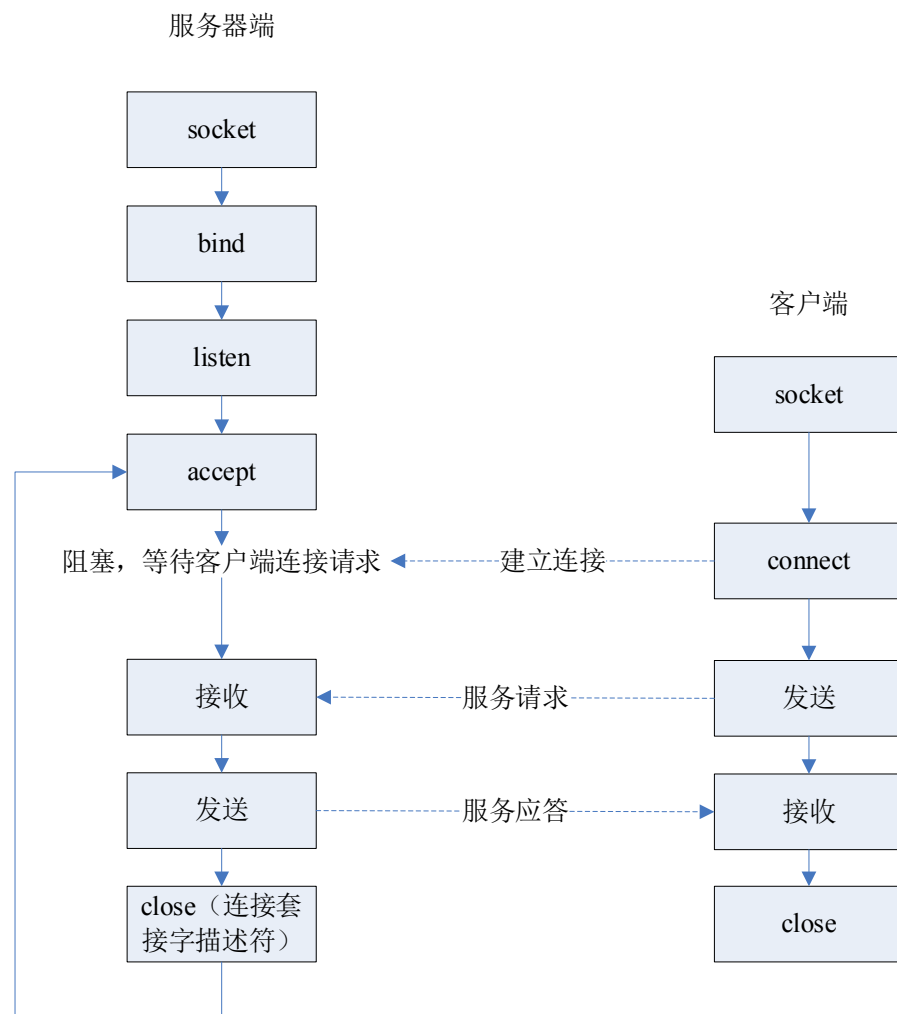 服务器端
socket
bind
listen
accept
阻塞，等待客户端连接请求
接收
发送
close（连接套
接字描述符）
建立连接
服务请求
服务应答
客户端
socket
connect
发送
接收
close